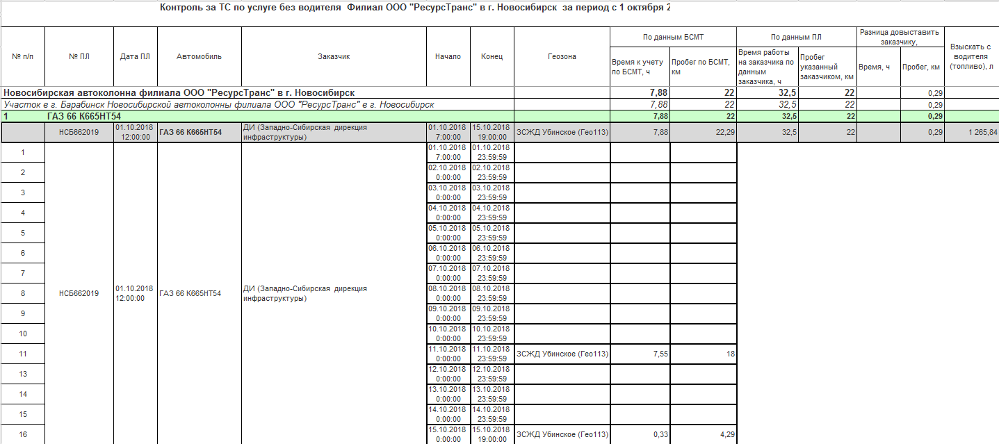 Контроль за ТС по услуге без водителя Филиал ООО "РесурсТранс" в г. Новосибирск за период с 1 октября 2
№ п/п № ПЛ Дата ПЛ Автомобиль Заказчик Начало Конец Геозона По данным БСМТ По данным ПЛ Разница довыставить заказчику, Взыскать с водителя (топливо), л
Время к учету по БСМТ, ч Пробег по БСМТ, км Время работы на заказчика по данным заказчика, ч Пробег указанный заказчиком, км Время, ч Пробег, км
Новосибирская автоколонна филиала ООО "РесурсТранс" в г. Новосибирск 7,88 22 32,5 22 0,29
Участок в г. Барабинск Новосибирской автоколонны филиала ООО "РесурсТранс" в г. Новосибирск 7,88 22 32,5 22 0,29
1 ГАЗ 66 К665НТ54 7,88 22 32,5 22 0,29
НСБ662019 01.10.2018 12:00:00 ГАЗ 66 К665НТ54 ДИ (Западно-Сибирская дирекция инфраструктуры) 01.10.2018 7:00:00 15.10.2018 19:00:00 ЗСЖД Убинское (Гео113) 7,88 22,29 32,5 22 0,29 1 265,84
1 01.10.2018 7:00:00 01.10.2018 23:59:59
2 02.10.2018 0:00:00 02.10.2018 23:59:59
3 03.10.2018 0:00:00 03.10.2018 23:59:59
4 04.10.2018 0:00:00 04.10.2018 23:59:59
5 05.10.2018 0:00:00 05.10.2018 23:59:59
6 06.10.2018 0:00:00 06.10.2018 23:59:59
7 07.10.2018 0:00:00 07.10.2018 23:59:59
8 НСБ662019 01.10.2018 12:00:00 ГАЗ 66 К665НТ54 ДИ (Западно-Сибирская дирекция инфраструктуры) 08.10.2018 0:00:00 08.10.2018 23:59:59
9 09.10.2018 0:00:00 09.10.2018 23:59:59
10 10.10.2018 0:00:00 10.10.2018 23:59:59
11 11.10.2018 0:00:00 11.10.2018 23:59:59 ЗСЖД Убинское (Гео113) 7,55 18
13 12.10.2018 0:00:00 12.10.2018 23:59:59
14 13.10.2018 0:00:00 13.10.2018 23:59:59
15 14.10.2018 0:00:00 14.10.2018 23:59:59
16 15.10.2018 0:00:00 15.10.2018 19:00:00 ЗСЖД Убинское (Гео113) 0,33 4,29